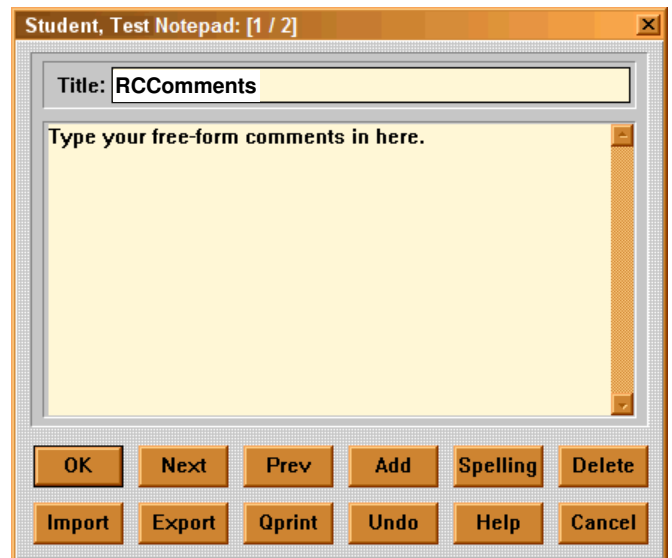 Student, Test Notepad: [1 / 2]
Title: RCComments
Type your free-form comments in here.
OK Next Prev Add Spelling Delete
Import Export Qprint Undo Help Cancel